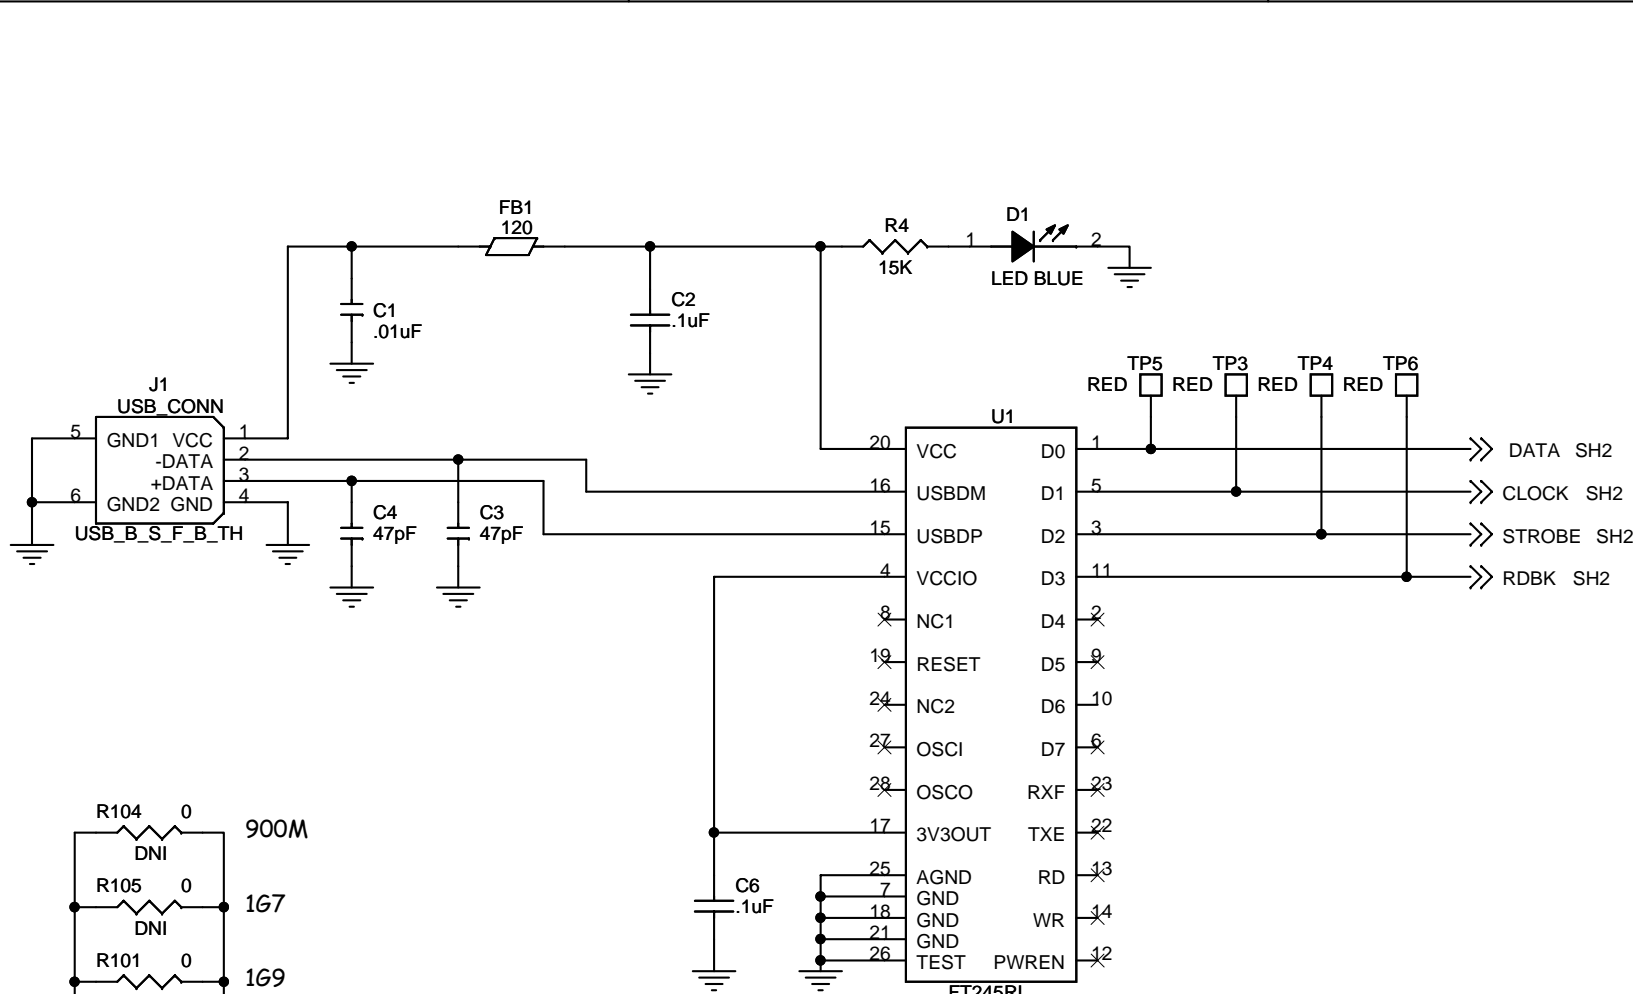 FB1
120
R4
15K
1
D1
2
LED BLUE
C1
.01uF
C2
.1uF
TP5
RED
TP3
RED
TP4
RED
TP6
RED
J1
USB_CONN
5 GND1 VCC 1
-DATA 2
+DATA 3
6 GND2 GND 4
USB_B_S_F_B_TH
C4
47pF
C3
47pF
U1
20 VCC D0 1 DATA SH2
16 USBDM D1 5 CLOCK SH2
15 USBDP D2 3 STROBE SH2
4 VCCIO D3 11 RDBK SH2
8 NC1 D4 2
19 RESET D5 9
24 NC2 D6 10
27 OSCI D7 6
28 OSCO RXF 23
17 3V3OUT TXE 22
25 AGND RD 13
7 GND
18 GND WR 14
21 GND
26 TEST PWREN 12
FT245RL
C6
.1uF
R104 0 900M
DNI
R105 0 1G7
DNI
R101 0 1G9